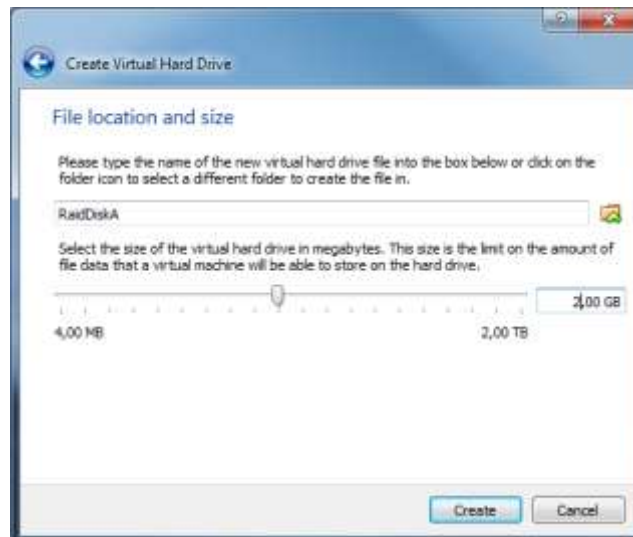 Create Virtual Hard Drive
File location and size
Please type the name of the new virtual hard drive file into the box below or click on the
folder icon to select a different folder to create the file in.
RaidDiskA
Select the size of the virtual hard drive in megabytes. This size is the limit on the amount of
file data that a virtual machine will be able to store on the hard drive.
2,00 GB
4,00 MB 2,00 TB
Create Cancel